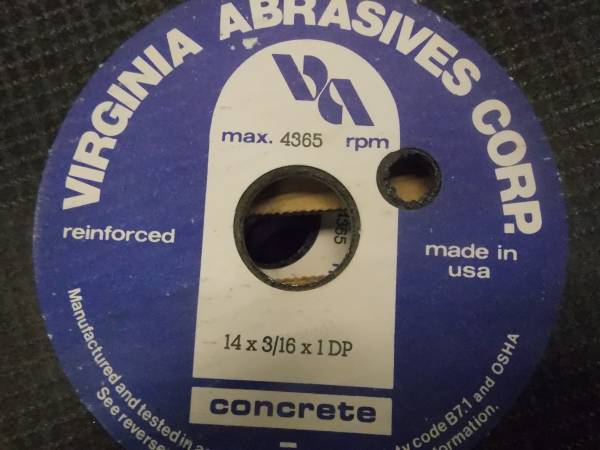 VIRGINIA ABRASIVES CORP.
VA
max. 4365 rpm
reinforced
made in
usa
4365
14 x 3/16 x 1 DP
concrete
Manufactured and tested in
code B7.1 and OSHA
See reverse